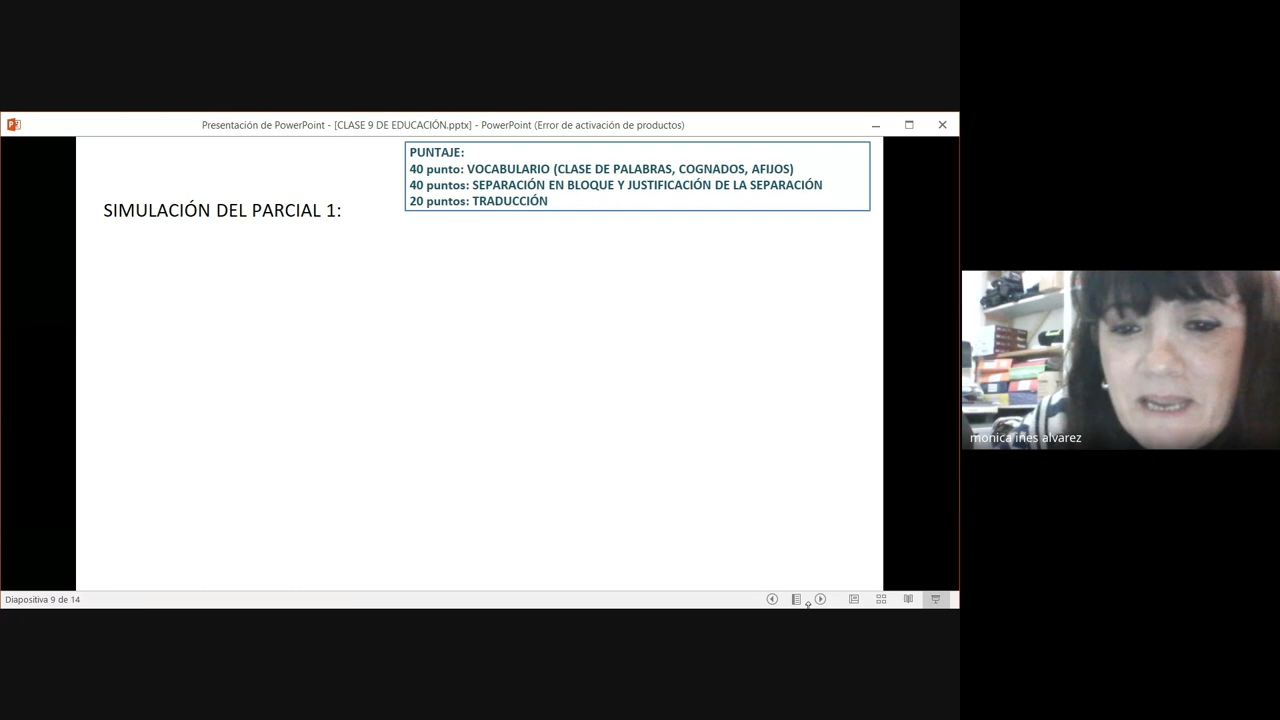 Presentación de PowerPoint - [CLASE 9 DE EDUCACIÓN.pptx] - PowerPoint (Error de activación de productos)
PUNTAJE:
40 punto: VOCABULARIO (CLASE DE PALABRAS, COGNADOS, AFIJOS)
40 puntos: SEPARACIÓN EN BLOQUE Y JUSTIFICACIÓN DE LA SEPARACIÓN
20 puntos: TRADUCCIÓN
SIMULACIÓN DEL PARCIAL 1:
monica ines alvarez
Diapositiva 9 de 14